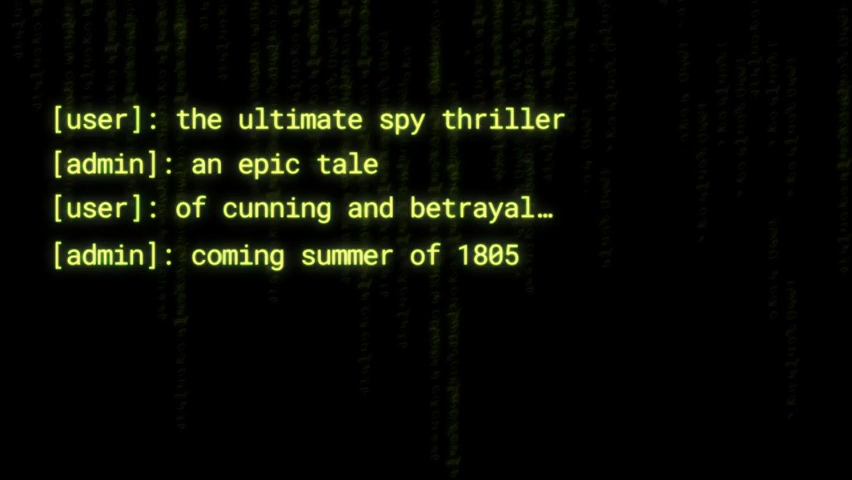 [user]: the ultimate spy thriller
[admin]: an epic tale
[user]: of cunning and betrayal…
[admin]: coming summer of 1805